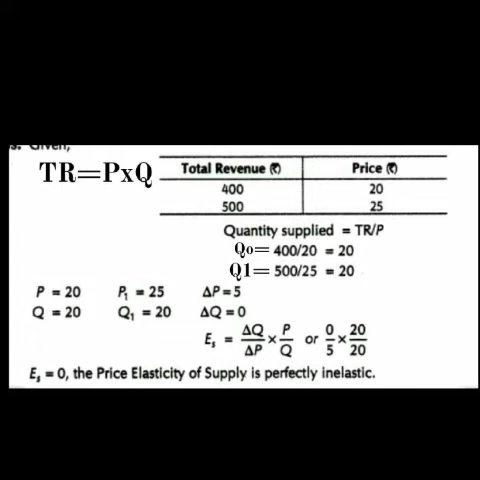 s. Given,
TR=PxQ
Total Revenue (₹) Price (₹)
400 20
500 25
Quantity supplied = TR/P
Qo= 400/20 = 20
Q1= 500/25 = 20
P = 20 P₁ = 25 ΔP = 5
Q = 20 Q₁ = 20 ΔQ = 0
Eₛ = ΔQ/ΔP × P/Q or 0/5 × 20/20
Eₛ = 0, the Price Elasticity of Supply is perfectly inelastic.